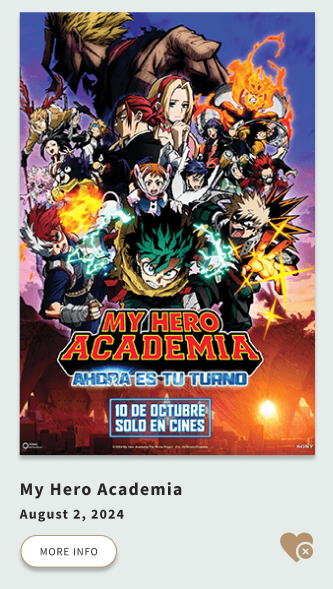 MY HERO
ACADEMIA
AHORA ES TU TURNO
10 DE OCTUBRE
SOLO EN CINES
SONY
My Hero Academia
August 2, 2024
MORE INFO